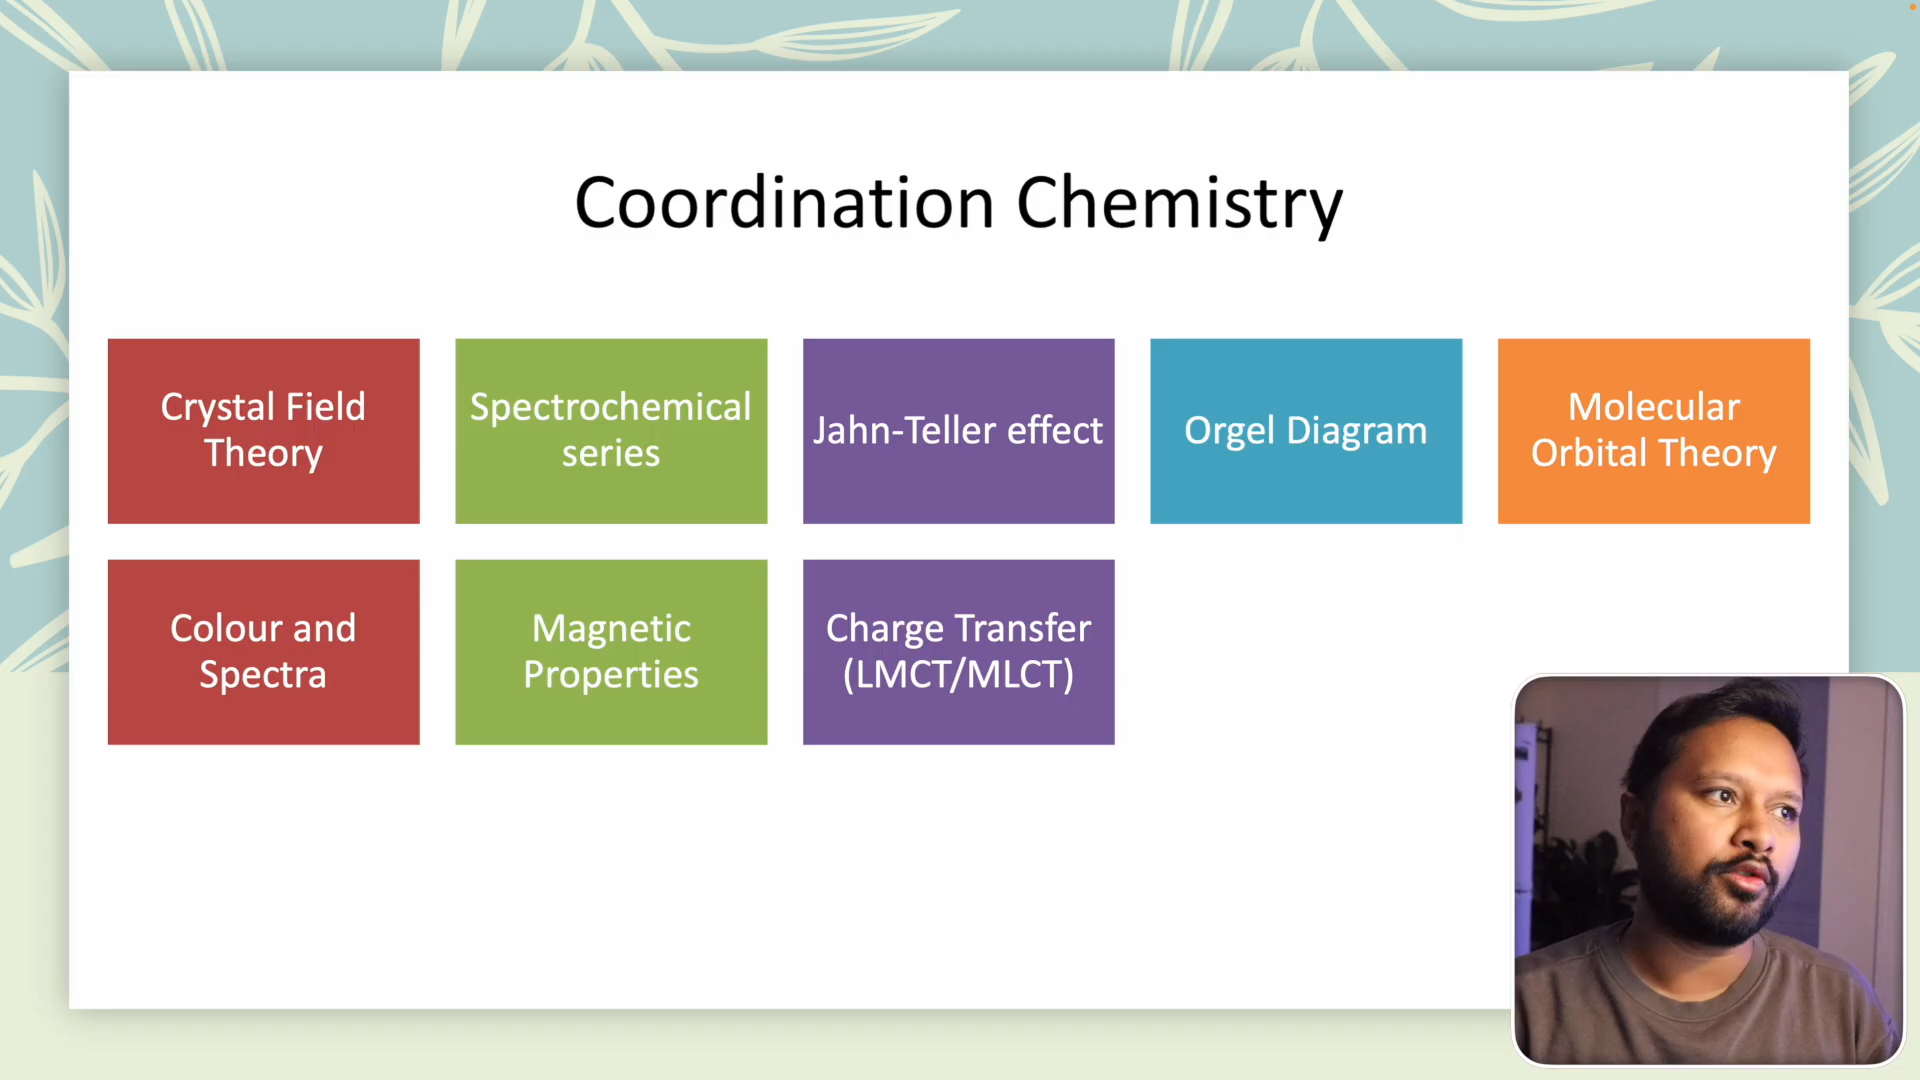 Coordination Chemistry
Crystal Field
Theory
Spectrochemical
series
Jahn-Teller effect
Orgel Diagram
Molecular
Orbital Theory
Colour and
Spectra
Magnetic
Properties
Charge Transfer
(LMCT/MLCT)